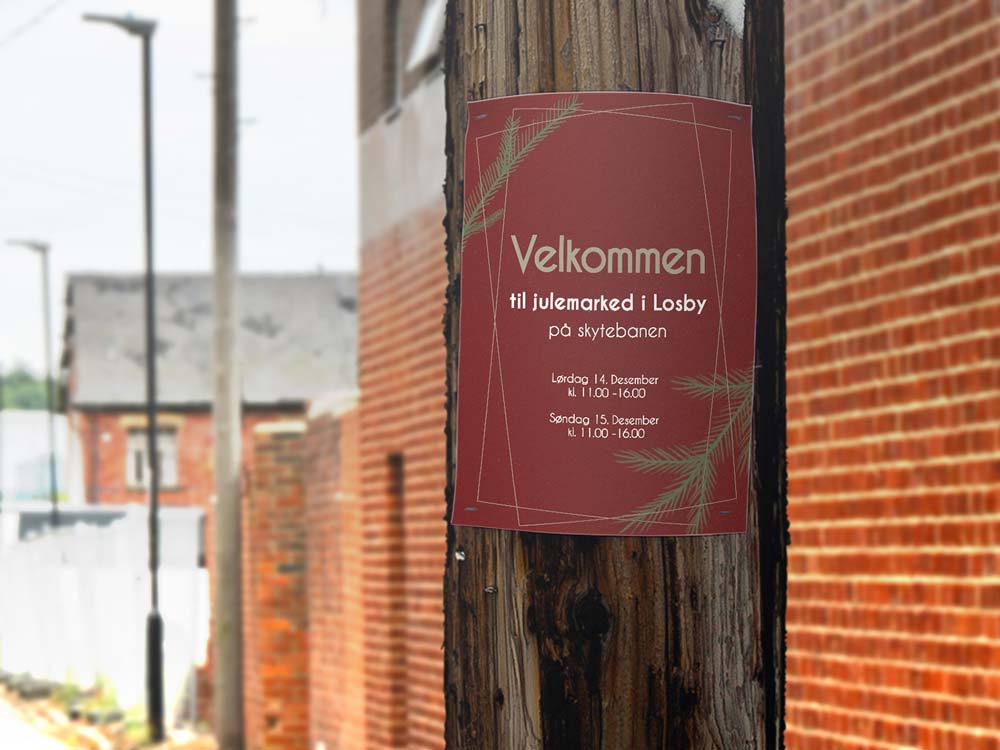 Velkommen
til julemarked i Losby
på skytebanen
Lørdag 14. Desember
kl. 11.00 -16.00
Søndag 15. Desember
kl. 11.00 -16.00